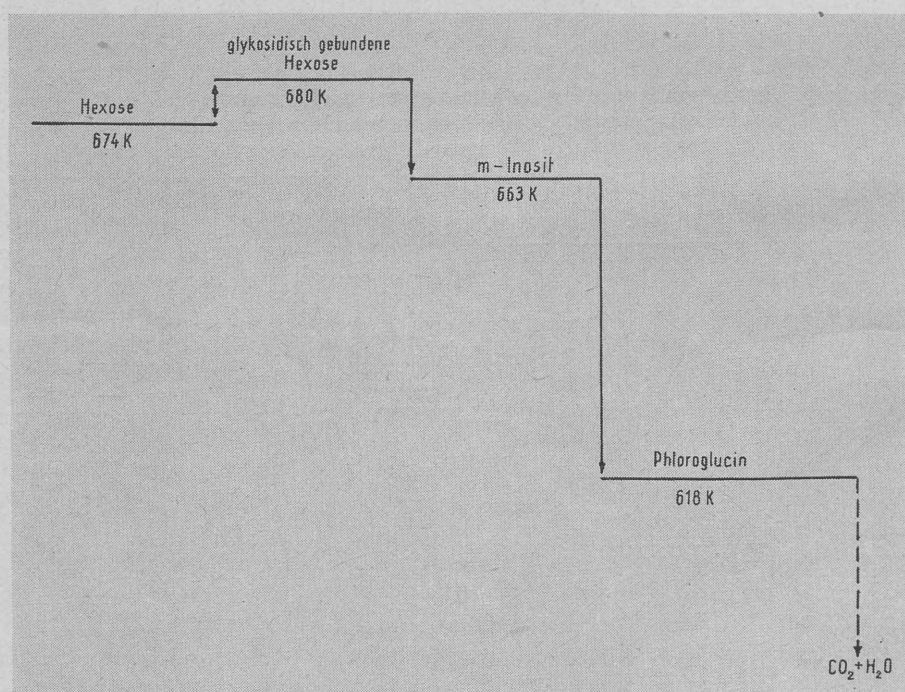 glykosidisch gebundene
Hexose
680 K
Hexose
674 K
m-Inosit
663 K
Phloroglucin
618 K
CO₂+H₂O